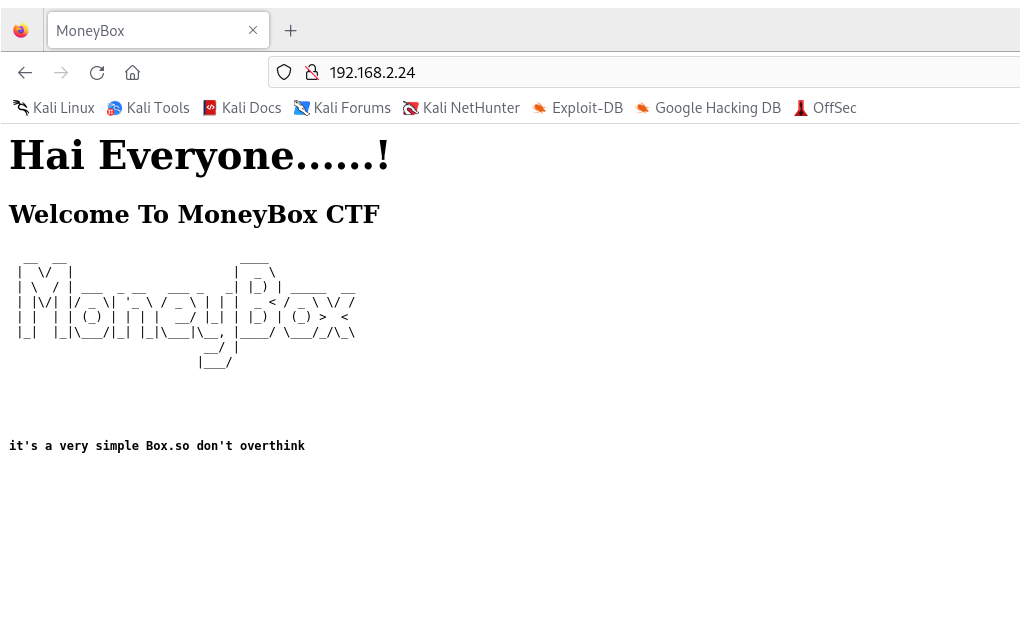 MoneyBox
192.168.2.24
Kali Linux Kali Tools Kali Docs Kali Forums Kali NetHunter Exploit-DB Google Hacking DB OffSec
Hai Everyone......!
Welcome To MoneyBox CTF
MoneyBox
it's a very simple Box.so don't overthink